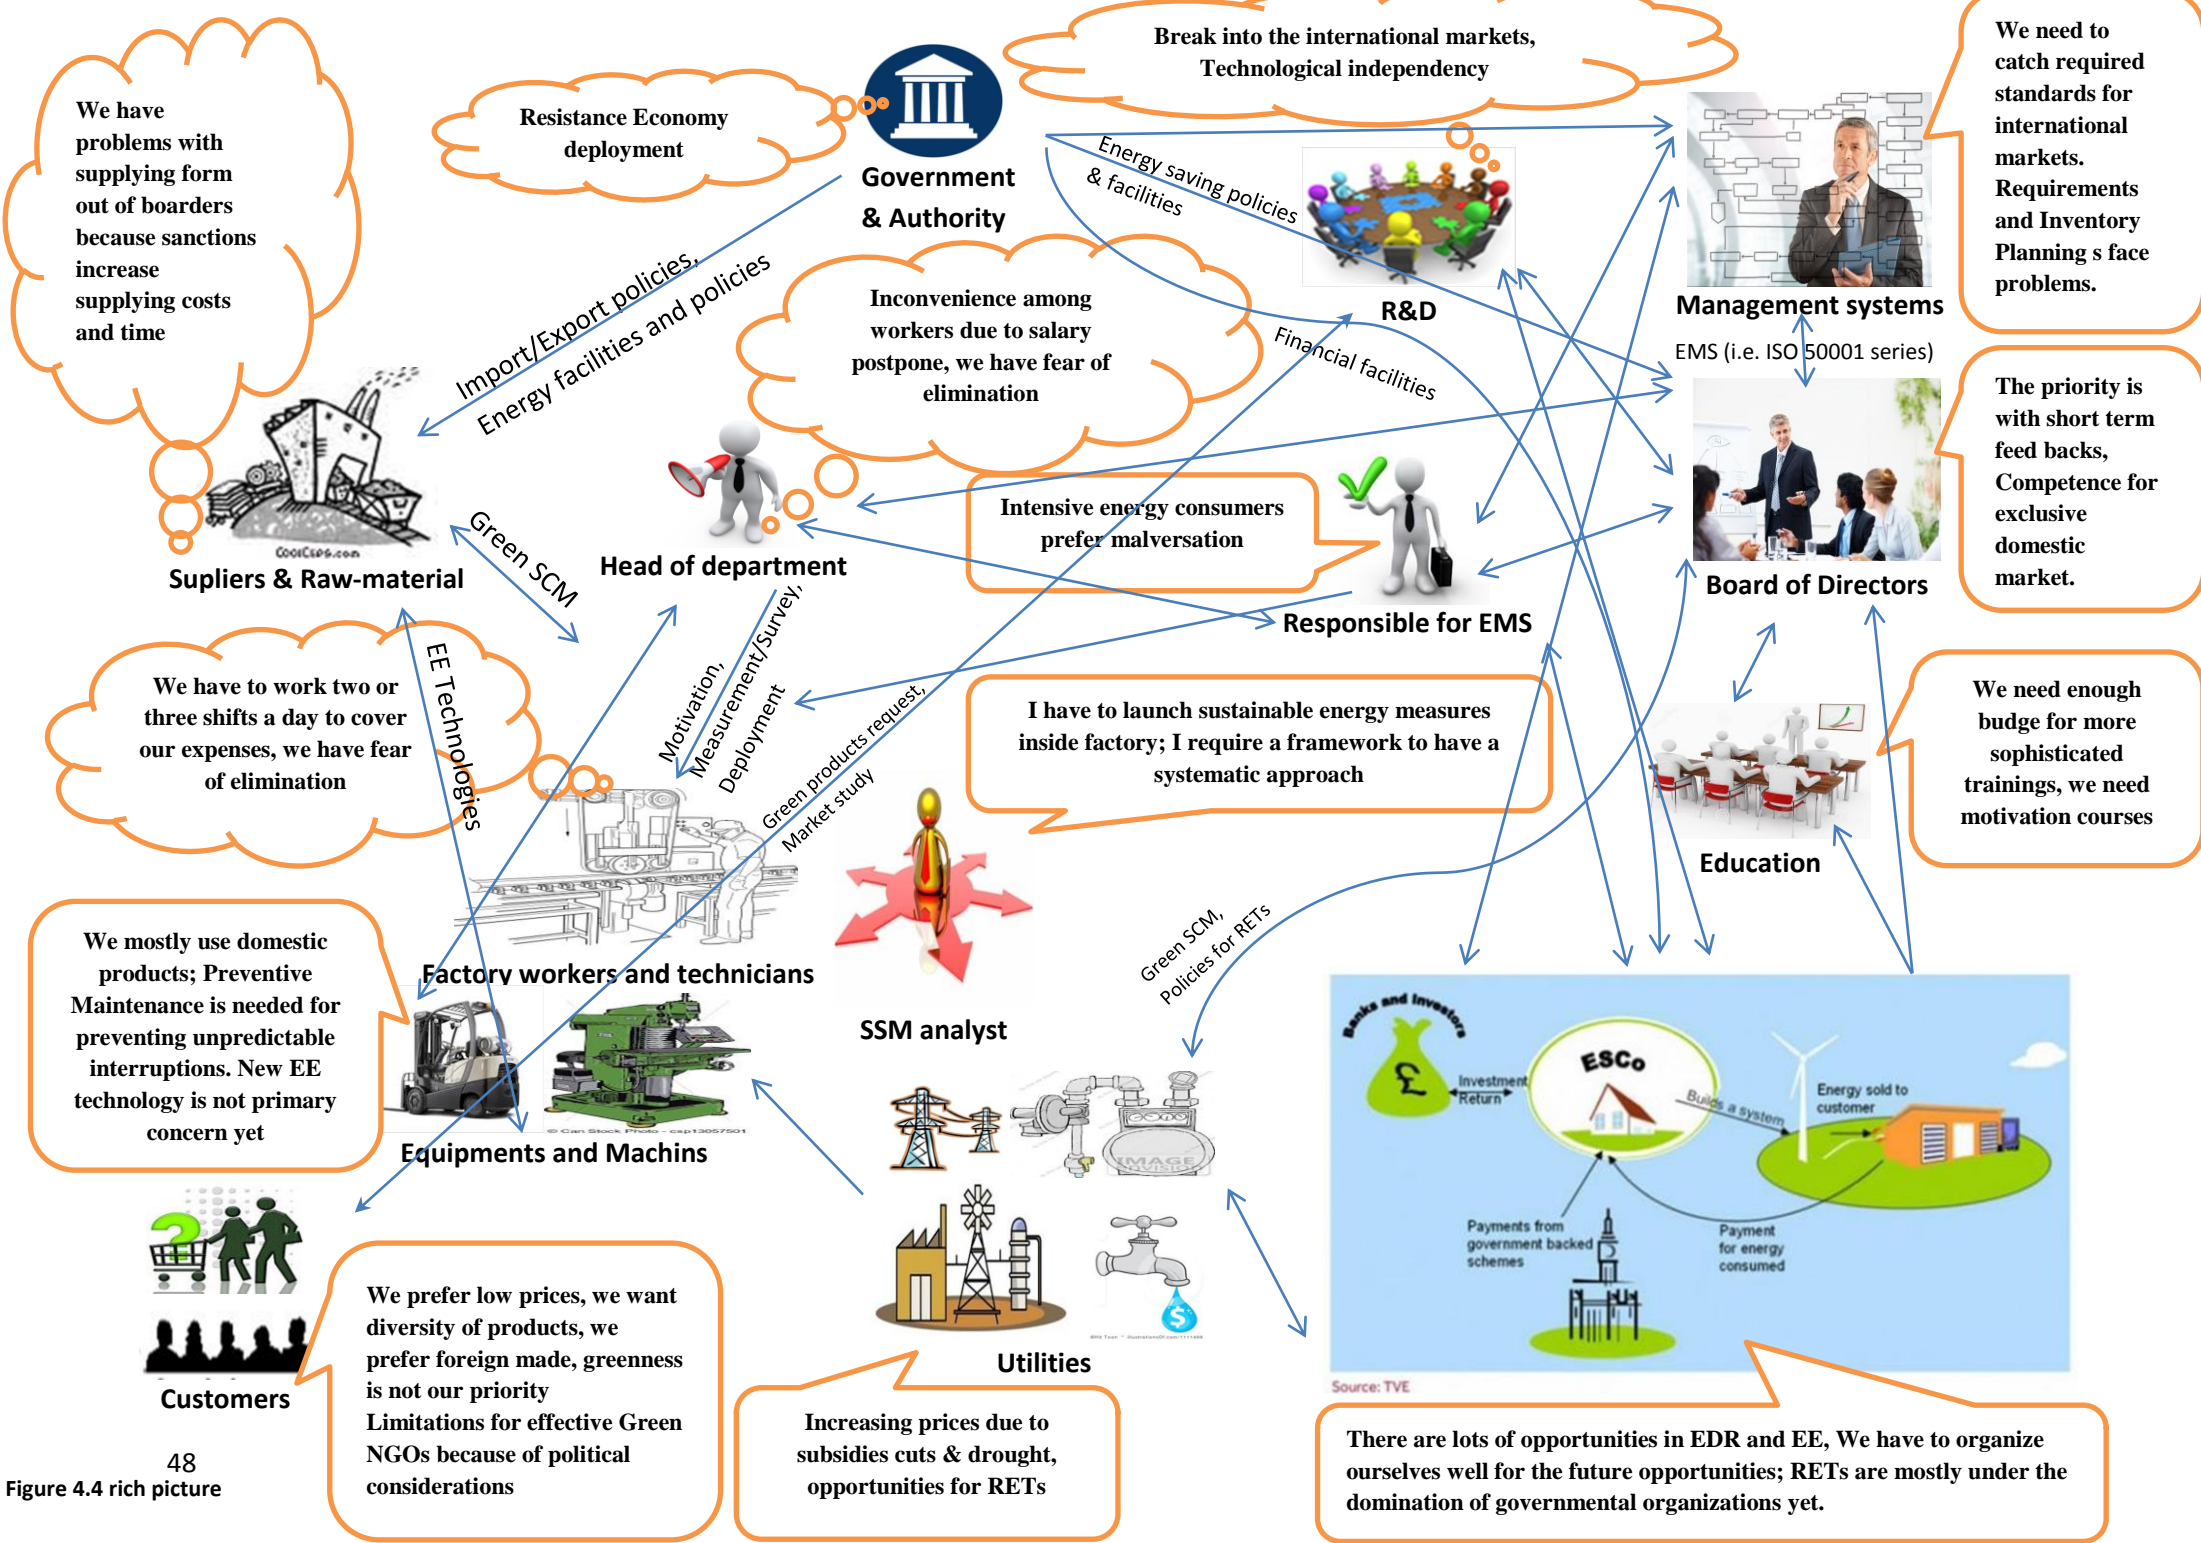 Break into the international markets,
Technological independency
We need to
catch required
standards for
international
markets.
Requirements
and Inventory
Planning s face
problems.
We have
problems with
supplying form
out of boarders
because sanctions
increase
supplying costs
and time
Resistance Economy
deployment
Government
& Authority
Energy saving policies
& facilities
R&D
Management systems
EMS (i.e. ISO 50001 series)
Import/Export policies,
Energy facilities and policies
Inconvenience among
workers due to salary
postpone, we have fear of
elimination
Financial facilities
The priority is
with short term
feed backs,
Competence for
exclusive
domestic
market.
COOLCLIPS.com
Supliers & Raw-material
Green SCM
Head of department
Intensive energy consumers
prefer malversation
Responsible for EMS
Board of Directors
We have to work two or
three shifts a day to cover
our expenses, we have fear
of elimination
EE Technologies
Motivation,
Measurement/Survey,
Deployment
Green products request,
Market study
I have to launch sustainable energy measures
inside factory; I require a framework to have a
systematic approach
We need enough
budge for more
sophisticated
trainings, we need
motivation courses
Education
Factory workers and technicians
SSM analyst
Green SCM,
Policies for RETs
We mostly use domestic
products; Preventive
Maintenance is needed for
preventing unpredictable
interruptions. New EE
technology is not primary
concern yet
© Can Stock Photo - csp13057501
Equipments and Machins
IMAGE
Banks and Investors
£
Investment
Return
ESCo
Builds a system
Energy sold to
customer
Payments from
government backed
schemes
Payment
for energy
consumed
Source: TVE
?
Customers
We prefer low prices, we want
diversity of products, we
prefer foreign made, greenness
is not our priority
Limitations for effective Green
NGOs because of political
considerations
$
Utilities
Increasing prices due to
subsidies cuts & drought,
opportunities for RETs
There are lots of opportunities in EDR and EE, We have to organize
ourselves well for the future opportunities; RETs are mostly under the
domination of governmental organizations yet.
48
Figure 4.4 rich picture